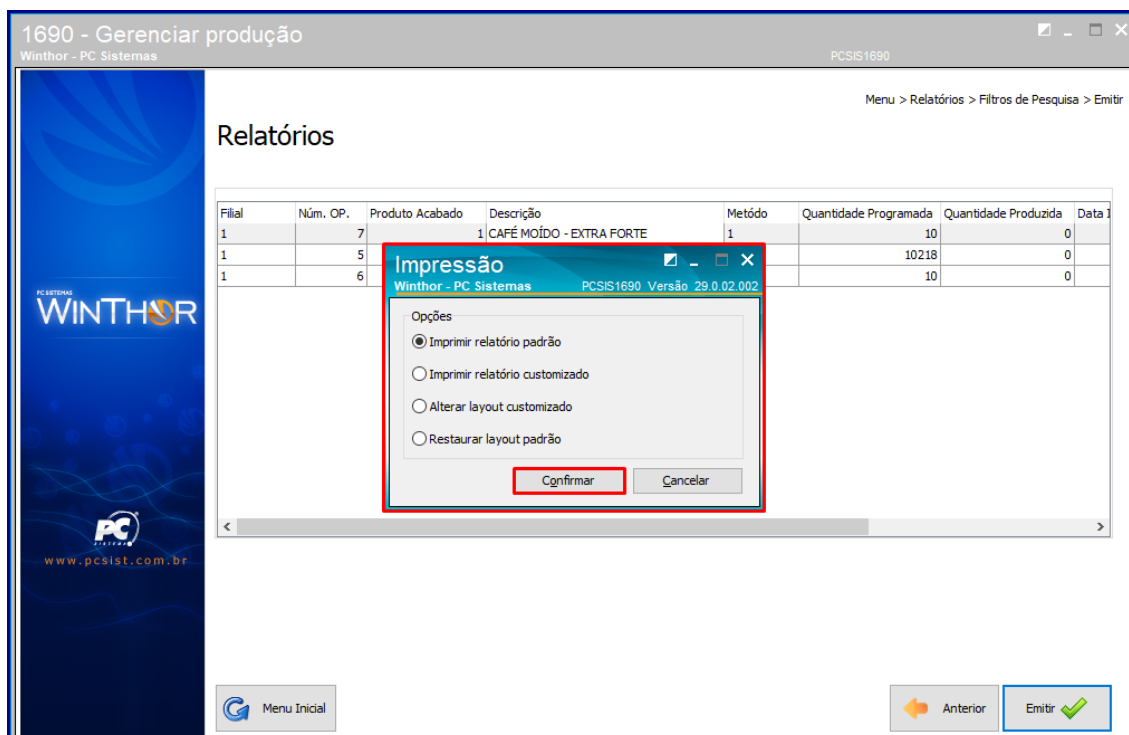 1690 - Gerenciar produção
Winthor - PC Sistemas PCSIS1690
Menu > Relatórios > Filtros de Pesquisa > Emitir
Relatórios
Filial Núm. OP. Produto Acabado Descrição Metódo Quantidade Programada Quantidade Produzida Data I
1 7 1 CAFÉ MOÍDO - EXTRA FORTE 1 10 0
1 5 10218 0
1 6 10 0
Impressão
Winthor - PC Sistemas PCSIS1690 Versão 29.0.02.002
Opções
Imprimir relatório padrão
Imprimir relatório customizado
Alterar layout customizado
Restaurar layout padrão
Confirmar Cancelar
PC SISTEMAS
WINTHOR
PC
SISTEMAS
www.pcsist.com.br
Menu Inicial Anterior Emitir